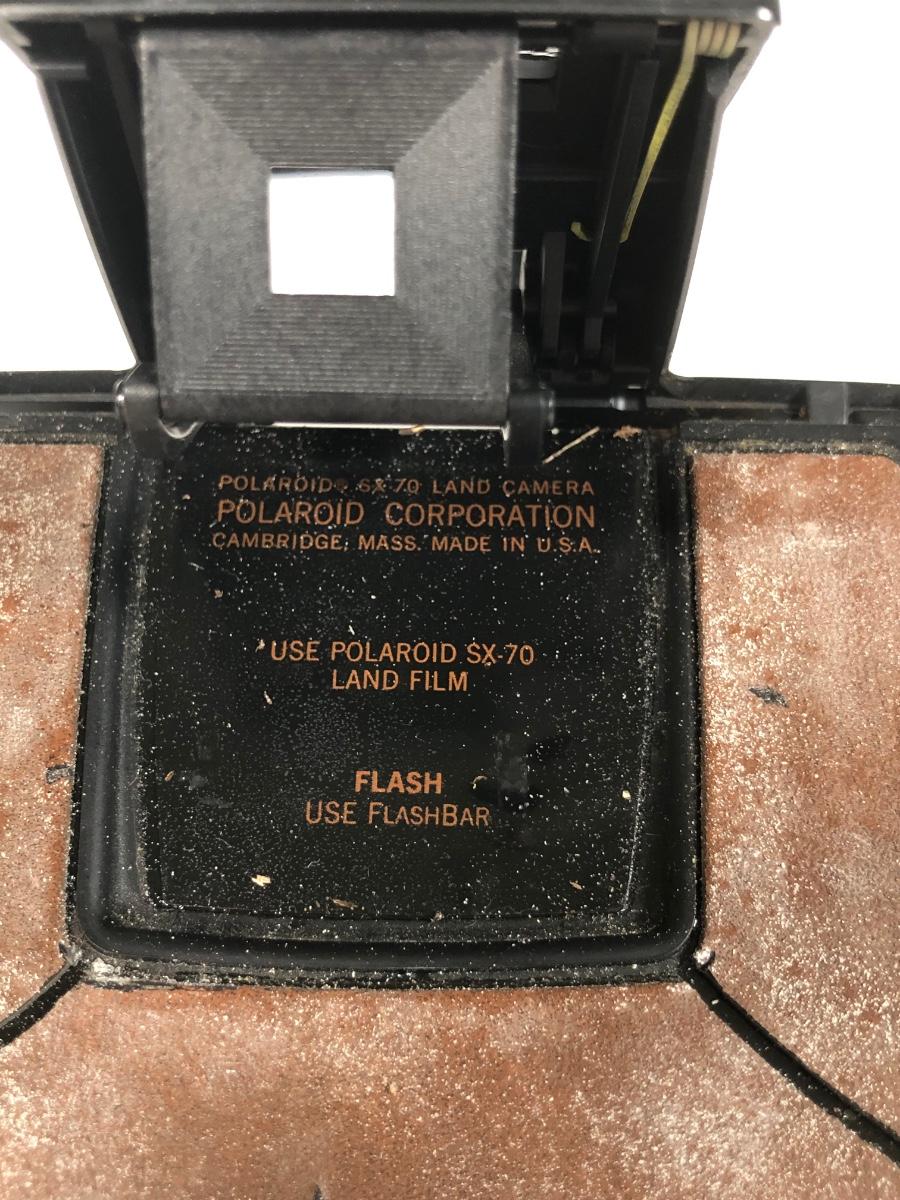 POLAROID® SX-70 LAND CAMERA
POLAROID CORPORATION
CAMBRIDGE, MASS. MADE IN U.S.A.
USE POLAROID SX-70
LAND FILM
FLASH
USE FLASHBAR